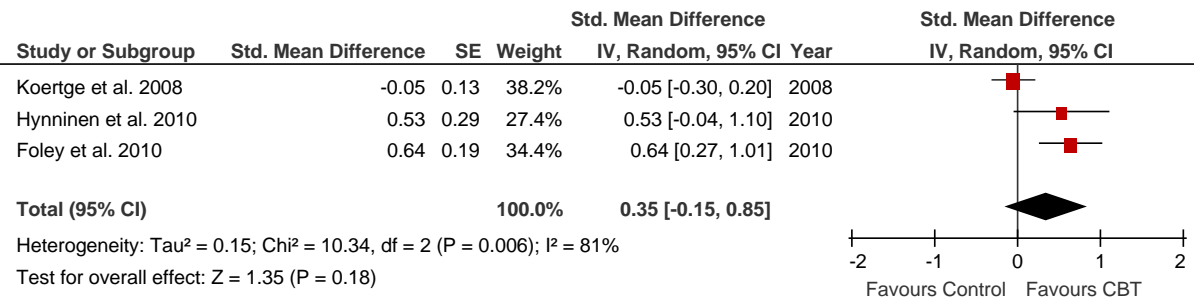 Std. Mean Difference Std. Mean Difference
Study or Subgroup Std. Mean Difference SE Weight IV, Random, 95% CI Year IV, Random, 95% CI
Koertge et al. 2008 -0.05 0.13 38.2% -0.05 [-0.30, 0.20] 2008
Hynninen et al. 2010 0.53 0.29 27.4% 0.53 [-0.04, 1.10] 2010
Foley et al. 2010 0.64 0.19 34.4% 0.64 [0.27, 1.01] 2010
Total (95% CI) 100.0% 0.35 [-0.15, 0.85]
Heterogeneity: Tau² = 0.15; Chi² = 10.34, df = 2 (P = 0.006); I² = 81%
Test for overall effect: Z = 1.35 (P = 0.18)
-2 -1 0 1 2
Favours Control Favours CBT